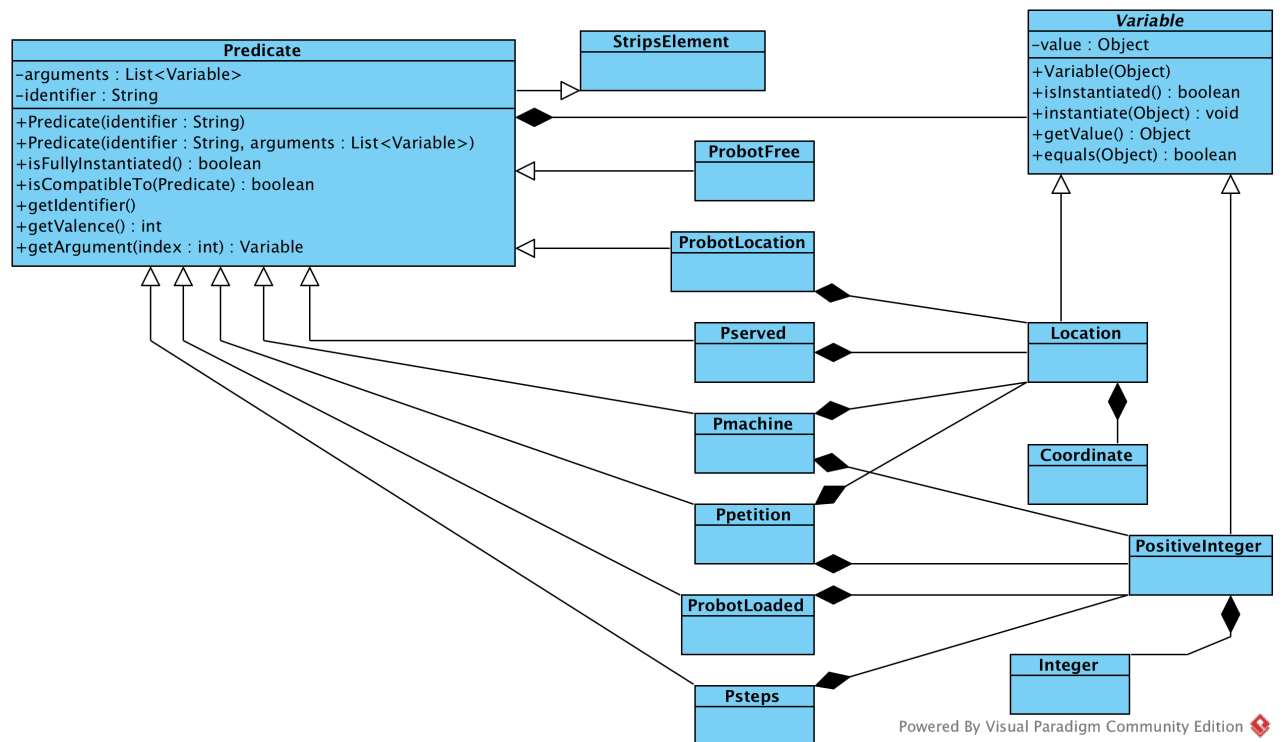 Predicate
-arguments : List<Variable>
-identifier : String
+Predicate(identifier : String)
+Predicate(identifier : String, arguments : List<Variable>)
+isFullyInstantiated() : boolean
+isCompatibleTo(Predicate) : boolean
+getIdentifier()
+getValence() : int
+getArgument(index : int) : Variable
StripsElement
Variable
-value : Object
+Variable(Object)
+isInstantiated() : boolean
+instantiate(Object) : void
+getValue() : Object
+equals(Object) : boolean
ProbotFree
ProbotLocation
Pserved
Location
Pmachine
Coordinate
Ppetition
PositiveInteger
ProbotLoaded
Integer
Psteps
Powered By Visual Paradigm Community Edition